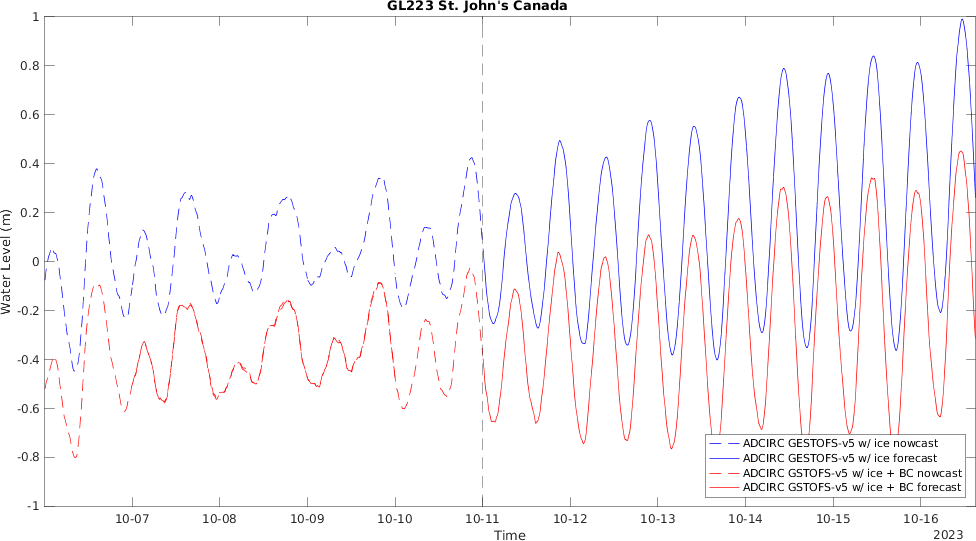 GL223 St. John's Canada
Water Level (m)
1
0.8
0.6
0.4
0.2
0
-0.2
-0.4
-0.6
-0.8
-1
ADCIRC GESTOFS-v5 w/ ice nowcast
ADCIRC GESTOFS-v5 w/ ice forecast
ADCIRC GSTOFS-v5 w/ ice + BC nowcast
ADCIRC GSTOFS-v5 w/ ice + BC forecast
10-07 10-08 10-09 10-10 10-11 10-12 10-13 10-14 10-15 10-16
Time
2023